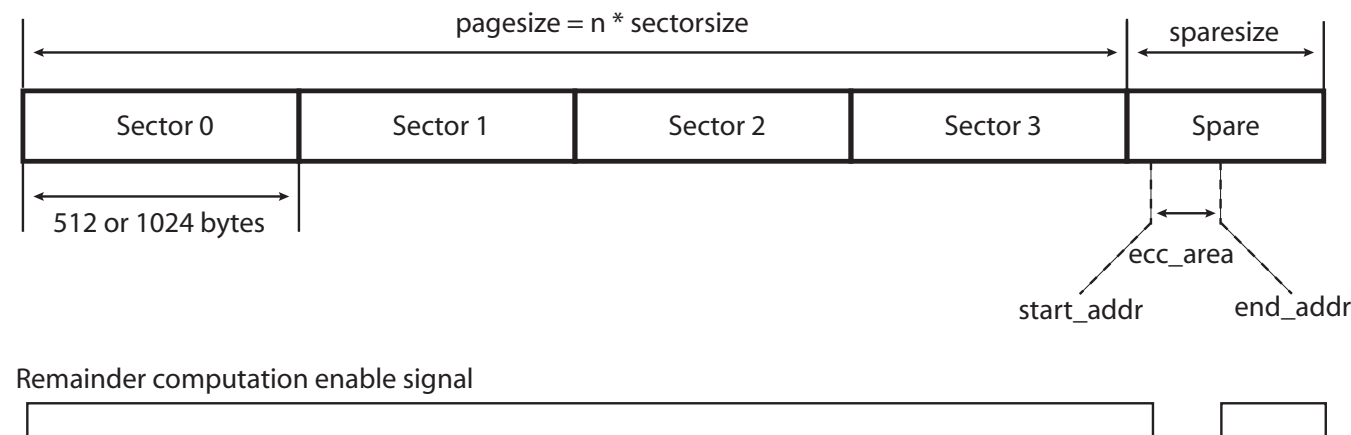 pagesize = n * sectorsize
sparesize
Sector 0
Sector 1
Sector 2
Sector 3
Spare
512 or 1024 bytes
ecc_area
start_addr
end_addr
Remainder computation enable signal